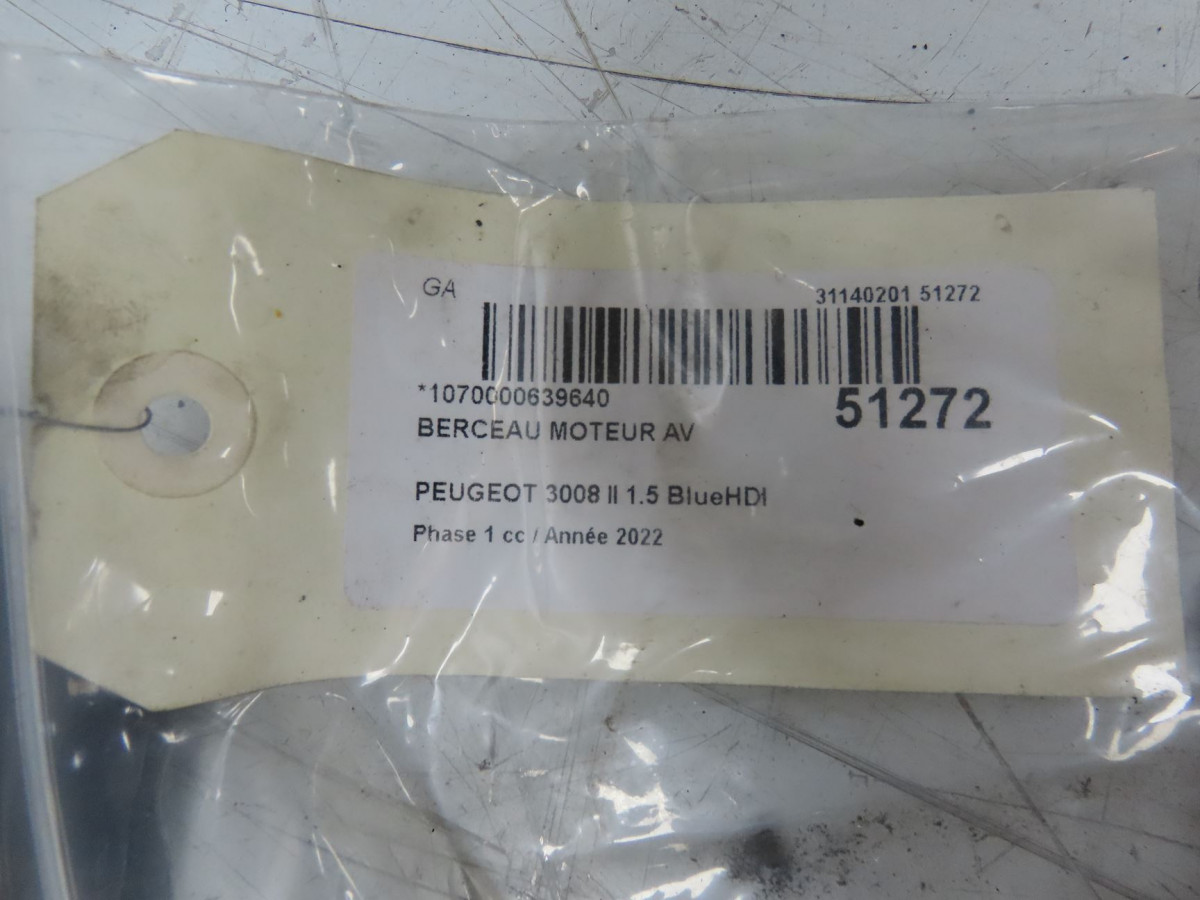 GA
31140201 51272
*1070000639640
51272
BERCEAU MOTEUR AV
PEUGEOT 3008 II 1.5 BlueHDI
Phase 1 cc / Année 2022